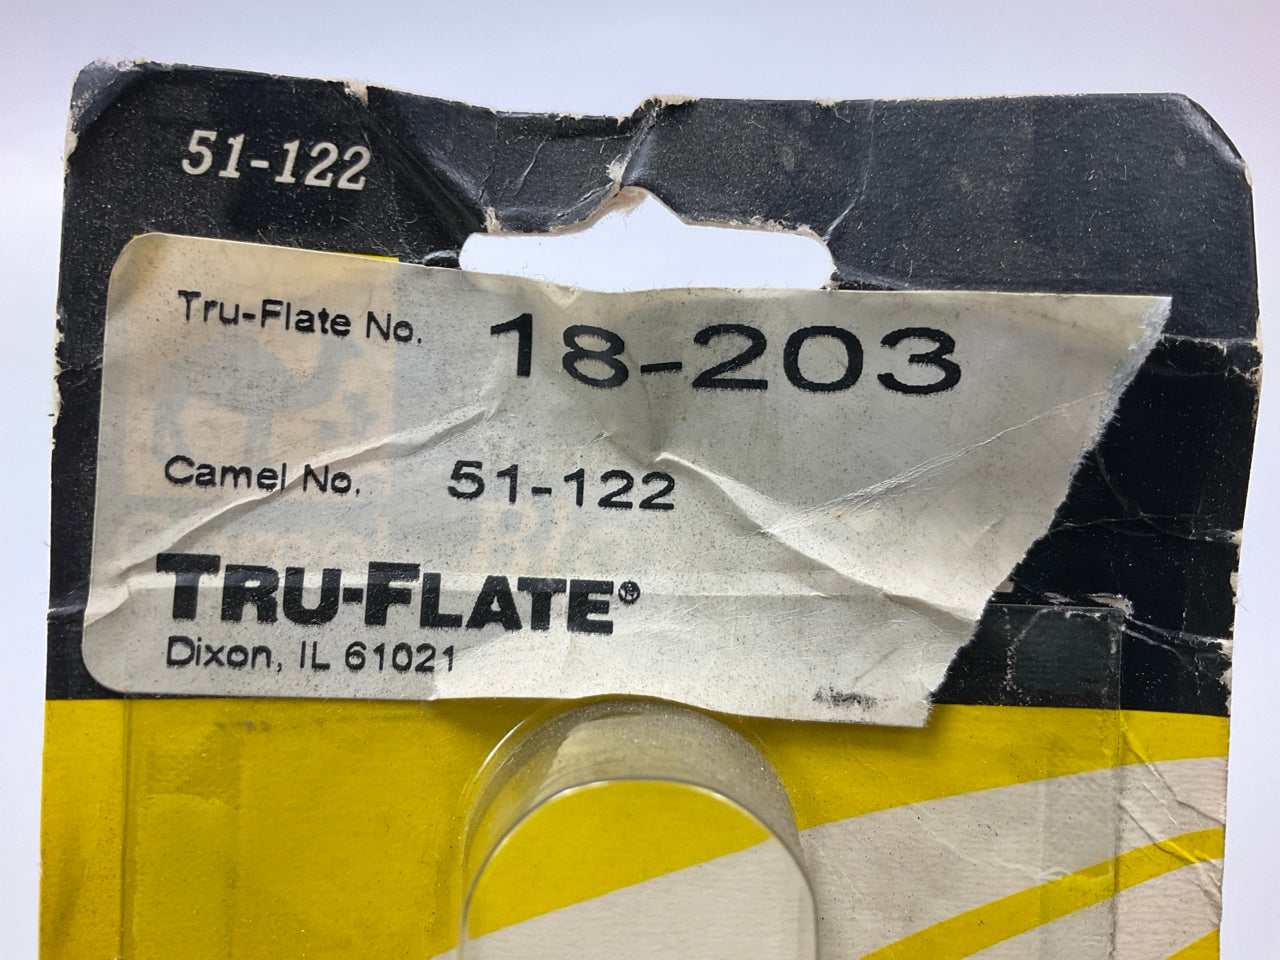 51-122
Tru-Flate No. 18-203
Camel No. 51-122
TRU-FLATE®
Dixon, IL 61021